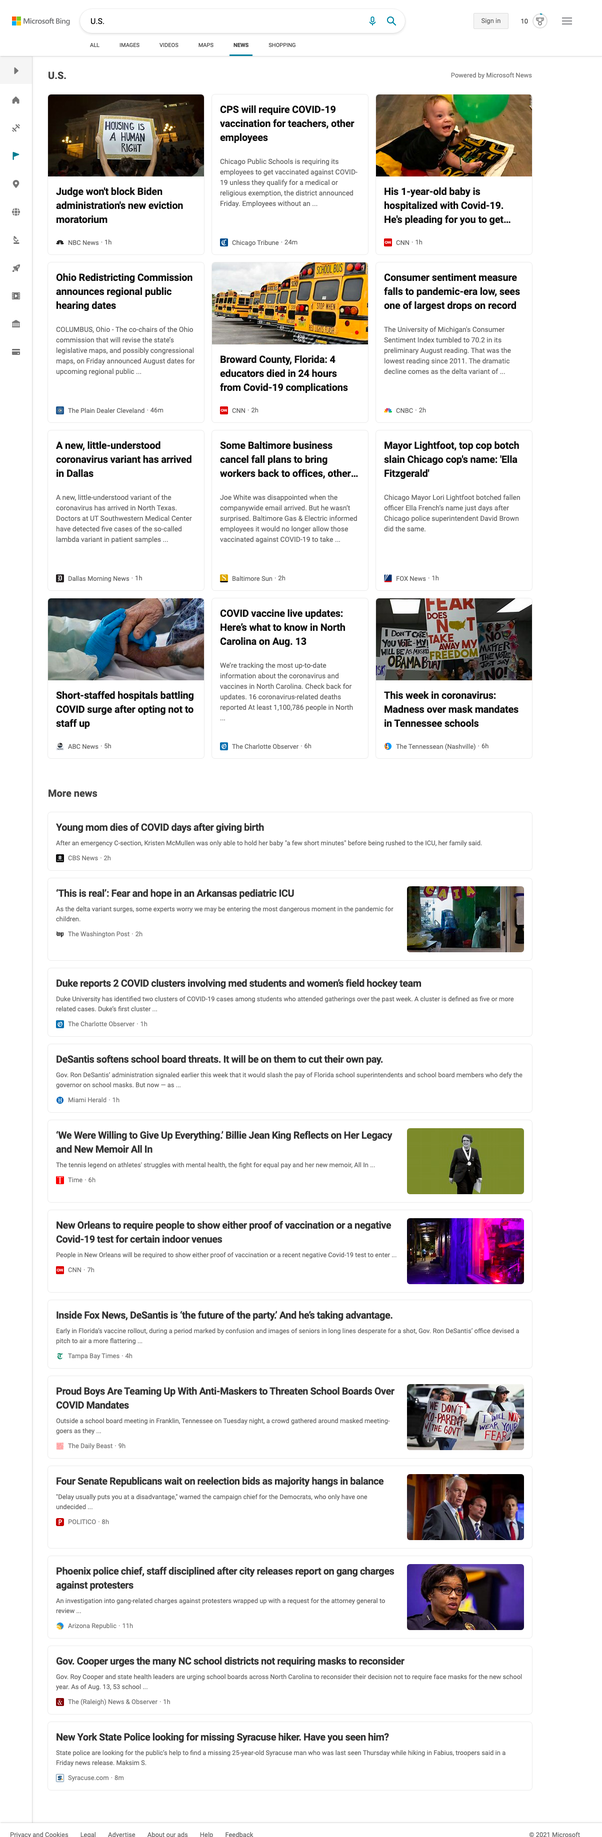 Microsoft Bing
U.S.
Sign in
10
ALL
IMAGES
VIDEOS
MAPS
NEWS
SHOPPING
U.S.
Powered by Microsoft News
HOUSING IS
A HUMAN
RIGHT
Judge won't block Biden
administration's new eviction
moratorium
NBC News · 1h
CPS will require COVID-19
vaccination for teachers, other
employees
Chicago Public Schools is requiring its
employees to get vaccinated against COVID-
19 unless they qualify for a medical or
religious exemption, the district announced
Friday. Employees without an ...
Chicago Tribune · 24m
His 1-year-old baby is
hospitalized with Covid-19.
He's pleading for you to get…
CNN · 1h
Ohio Redistricting Commission
announces regional public
hearing dates
COLUMBUS, Ohio - The co-chairs of the Ohio
commission that will revise the state's
legislative maps, and possibly congressional
maps, on Friday announced August dates for
upcoming regional public ...
The Plain Dealer Cleveland · 46m
SCHOOL BUS
Broward County, Florida: 4
educators died in 24 hours
from Covid-19 complications
CNN · 2h
Consumer sentiment measure
falls to pandemic-era low, sees
one of largest drops on record
The University of Michigan's Consumer
Sentiment Index tumbled to 70.2 in its
preliminary August reading. That was the
lowest reading since 2011. The dramatic
decline comes as the delta variant of ...
CNBC · 2h
A new, little-understood
coronavirus variant has arrived
in Dallas
A new, little-understood variant of the
coronavirus has arrived in North Texas.
Doctors at UT Southwestern Medical Center
have detected five cases of the so-called
lambda variant in patient samples ...
Dallas Morning News · 1h
Some Baltimore business
cancel fall plans to bring
workers back to offices, other…
Joe White was disappointed when the
companywide email arrived. But he wasn't
surprised. Baltimore Gas & Electric informed
employees it would no longer allow those
vaccinated against COVID-19 to take ...
Baltimore Sun · 2h
Mayor Lightfoot, top cop botch
slain Chicago cop's name: 'Ella
Fitzgerald'
Chicago Mayor Lori Lightfoot botched fallen
officer Ella French's name just days after
Chicago police superintendent David Brown
did the same.
FOX News · 1h
Short-staffed hospitals battling
COVID surge after opting not to
staff up
ABC News · 5h
COVID vaccine live updates:
Here's what to know in North
Carolina on Aug. 13
We're tracking the most up-to-date
information about the coronavirus and
vaccines in North Carolina. Check back for
updates. 16 coronavirus-related deaths
reported At least 1,100,786 people in North
...
The Charlotte Observer · 6h
FEAR
DOES
NOT
TAKE
AWAY MY
FREEDOM
This week in coronavirus:
Madness over mask mandates
in Tennessee schools
The Tennessean (Nashville) · 6h
More news
Young mom dies of COVID days after giving birth
After an emergency C-section, Kristen McMullen was only able to hold her baby "a few short minutes" before being rushed to the ICU, her family said.
CBS News · 2h
'This is real': Fear and hope in an Arkansas pediatric ICU
As the delta variant surges, some experts worry we may be entering the most dangerous moment in the pandemic for
children.
The Washington Post · 2h
Duke reports 2 COVID clusters involving med students and women's field hockey team
Duke University has identified two clusters of COVID-19 cases among students who attended gatherings over the past week. A cluster is defined as five or more
related cases. Duke's first cluster ...
The Charlotte Observer · 1h
DeSantis softens school board threats. It will be on them to cut their own pay.
Gov. Ron DeSantis' administration signaled earlier this week that it would slash the pay of Florida school superintendents and school board members who defy the
governor on school masks. But now — as ...
Miami Herald · 1h
'We Were Willing to Give Up Everything.' Billie Jean King Reflects on Her Legacy
and New Memoir All In
The tennis legend on athletes' struggles with mental health, the fight for equal pay and her new memoir, All In ...
Time · 6h
New Orleans to require people to show either proof of vaccination or a negative
Covid-19 test for certain indoor venues
People in New Orleans will be required to show either proof of vaccination or a recent negative Covid-19 test to enter ...
CNN · 7h
Inside Fox News, DeSantis is 'the future of the party.' And he's taking advantage.
Early in Florida's vaccine rollout, during a period marked by confusion and images of seniors in long lines desperate for a shot, Gov. Ron DeSantis' office devised a
pitch to air a more flattering ...
Tampa Bay Times · 4h
Proud Boys Are Teaming Up With Anti-Maskers to Threaten School Boards Over
COVID Mandates
Outside a school board meeting in Franklin, Tennessee on Tuesday night, a crowd gathered around masked meeting-
goers as they ...
The Daily Beast · 9h
WE DON'T
CO-PARENT
W/ THE GOVT
I WILL NOT
WEAR YOUR
FEAR
Four Senate Republicans wait on reelection bids as majority hangs in balance
"Delay usually puts you at a disadvantage," warned the campaign chief for the Democrats, who only have one
undecided ...
POLITICO · 8h
Phoenix police chief, staff disciplined after city releases report on gang charges
against protesters
An investigation into gang-related charges against protesters wrapped up with a request for the attorney general to
review ...
Arizona Republic · 11h
Gov. Cooper urges the many NC school districts not requiring masks to reconsider
Gov. Roy Cooper and state health leaders are urging school boards across North Carolina to reconsider their decision not to require face masks for the new school
year. As of Aug. 13, 53 school ...
The (Raleigh) News & Observer · 1h
New York State Police looking for missing Syracuse hiker. Have you seen him?
State police are looking for the public's help to find a missing 25-year-old Syracuse man who was last seen Thursday while hiking in Fabius, troopers said in a
Friday news release. Maksim S.
Syracuse.com · 8m
Privacy and Cookies
Legal
Advertise
About our ads
Help
Feedback
© 2021 Microsoft